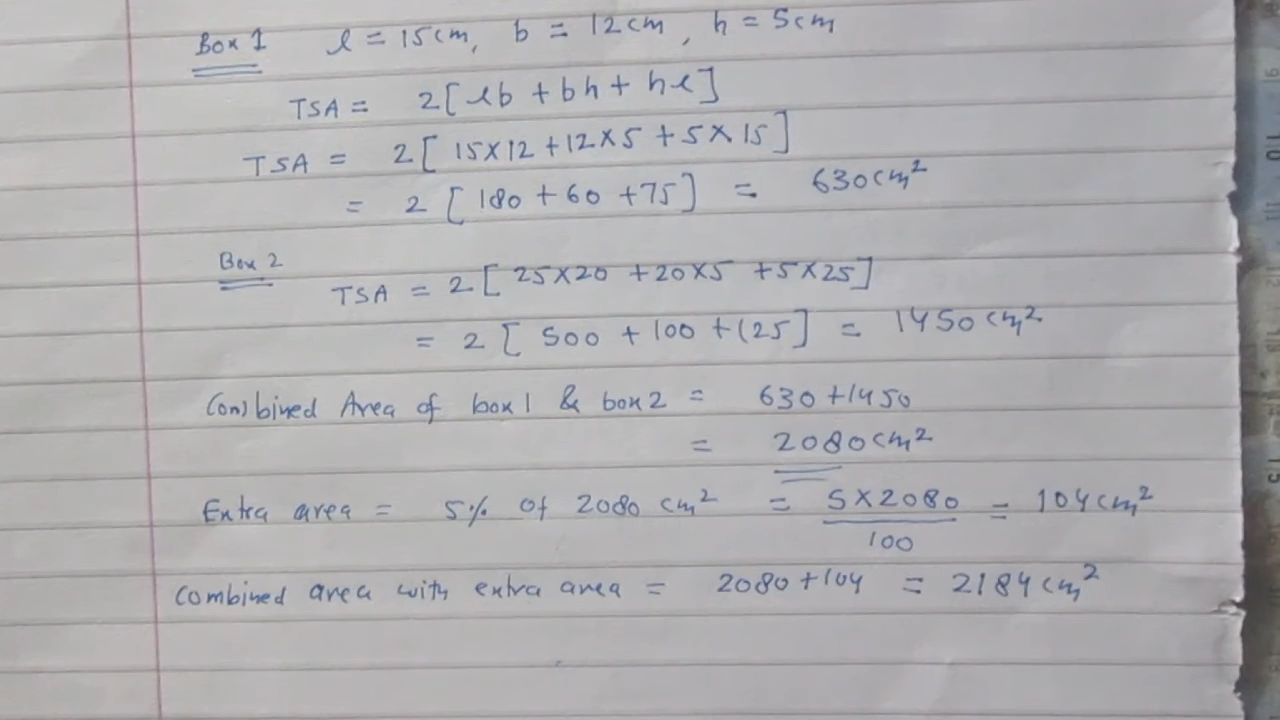 Box 1 l = 15cm, b = 12cm, h = 5cm
TSA = 2[lb + bh + hl]
TSA = 2[15×12 + 12×5 + 5×15]
= 2[180 + 60 + 75] = 630cm²
Box 2
TSA = 2[25×20 + 20×5 + 5×25]
= 2[500 + 100 + 125] = 1450cm²
Combined Area of box 1 & box 2 = 630 + 1450
= 2080cm²
Extra area = 5% of 2080 cm² = 5×2080/100 = 104cm²
Combined area with extra area = 2080 + 104 = 2184cm²